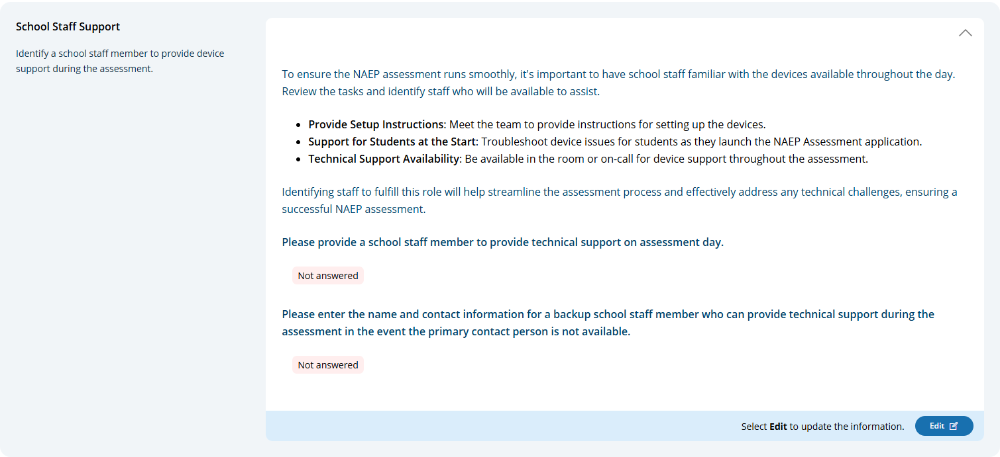 School Staff Support
Identify a school staff member to provide device
support during the assessment.
To ensure the NAEP assessment runs smoothly, it's important to have school staff familiar with the devices available throughout the day.
Review the tasks and identify staff who will be available to assist.
• Provide Setup Instructions: Meet the team to provide instructions for setting up the devices.
• Support for Students at the Start: Troubleshoot device issues for students as they launch the NAEP Assessment application.
• Technical Support Availability: Be available in the room or on-call for device support throughout the assessment.
Identifying staff to fulfill this role will help streamline the assessment process and effectively address any technical challenges, ensuring a
successful NAEP assessment.
Please provide a school staff member to provide technical support on assessment day.
Not answered
Please enter the name and contact information for a backup school staff member who can provide technical support during the
assessment in the event the primary contact person is not available.
Not answered
Select Edit to update the information.
Edit